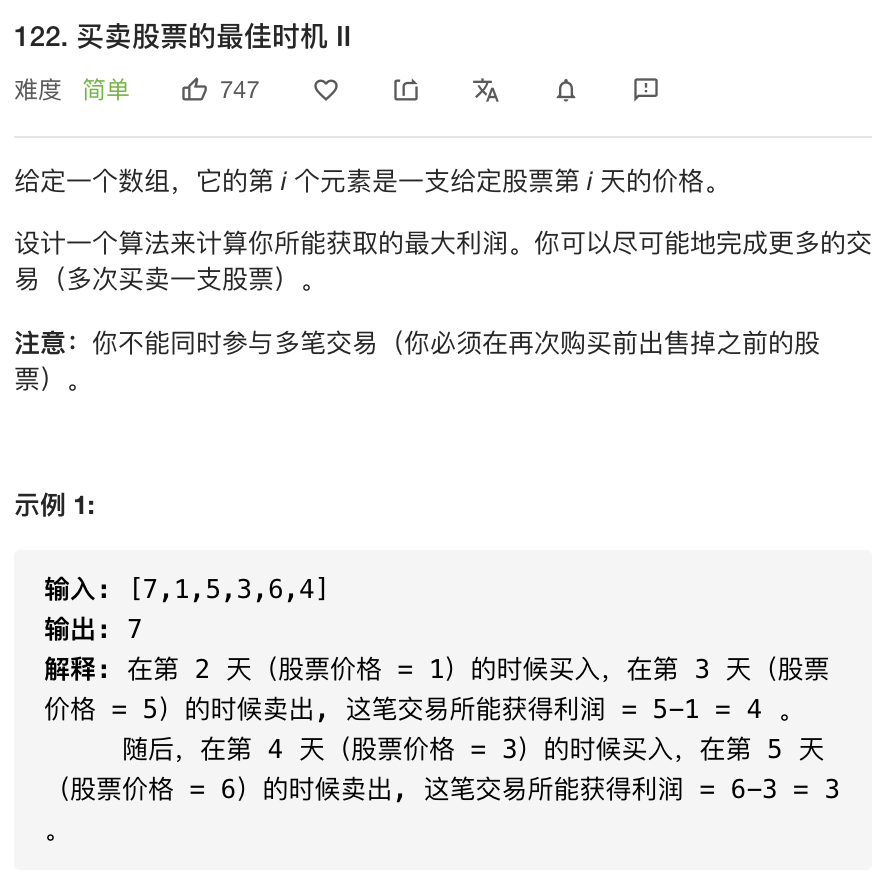 122. 买卖股票的最佳时机 II
难度 简单 747
给定一个数组，它的第 i 个元素是一支给定股票第 i 天的价格。
设计一个算法来计算你所能获取的最大利润。你可以尽可能地完成更多的交
易（多次买卖一支股票）。
注意：你不能同时参与多笔交易（你必须在再次购买前出售掉之前的股
票）。
示例 1:
输入: [7,1,5,3,6,4]
输出: 7
解释: 在第 2 天（股票价格 = 1）的时候买入，在第 3 天（股票
价格 = 5）的时候卖出, 这笔交易所能获得利润 = 5-1 = 4 。
随后，在第 4 天（股票价格 = 3）的时候买入，在第 5 天
（股票价格 = 6）的时候卖出, 这笔交易所能获得利润 = 6-3 = 3
。